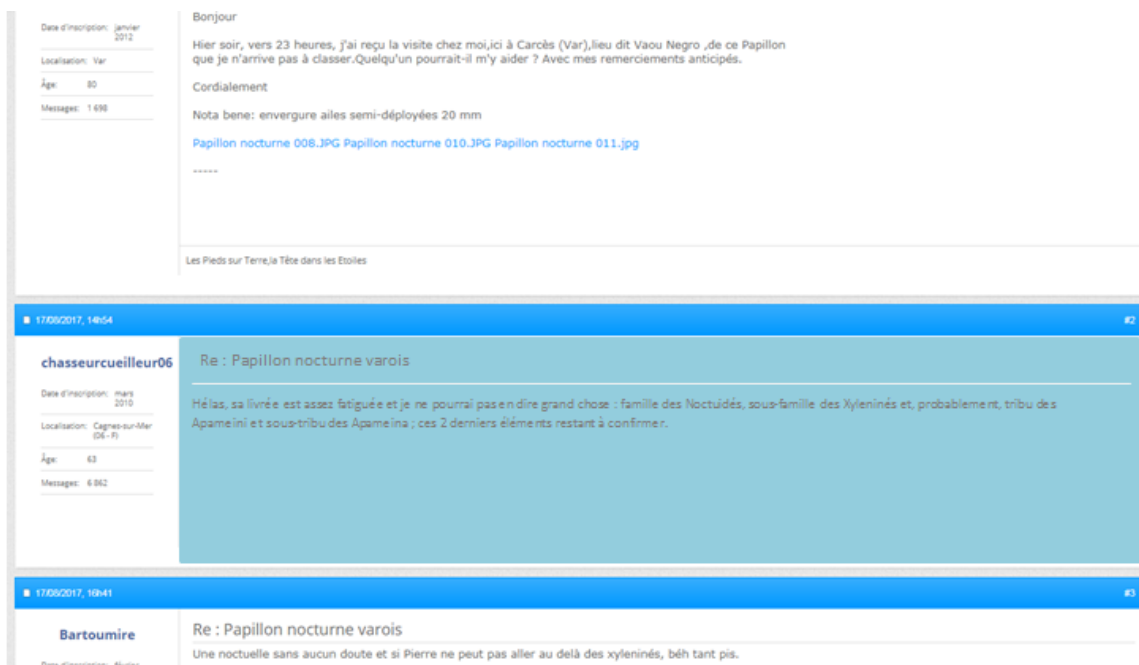 Date d'inscription: janvier 2012
Localisation: Var
Âge: 80
Messages: 1 698
Bonjour
Hier soir, vers 23 heures, j'ai reçu la visite chez moi,ici à Carcès (Var),lieu dit Vaou Negro ,de ce Papillon
que je n'arrive pas à classer.Quelqu'un pourrait-il m'y aider ? Avec mes remerciements anticipés.
Cordialement
Nota bene: envergure ailes semi-déployées 20 mm
Papillon nocturne 008.JPG Papillon nocturne 010.JPG Papillon nocturne 011.jpg
-----
Les Pieds sur Terre,la Tête dans les Etoiles
17/08/2017, 14h54 #2
chasseurcueilleur06
Date d'inscription: mars 2010
Localisation: Cagnes-sur-Mer (06 - F)
Âge: 63
Messages: 6 862
Re : Papillon nocturne varois
Hélas, sa livrée est assez fatiguée et je ne pourrai pas en dire grand chose : famille des Noctuidés, sous-famille des Xyleninés et, probablement, tribu des
Apameini et sous-tribu des Apameina ; ces 2 derniers éléments restant à confirmer.
17/08/2017, 16h41 #3
Bartoumire
Date d'inscription: février
Re : Papillon nocturne varois
Une noctuelle sans aucun doute et si Pierre ne peut pas aller au delà des xyleninés, béh tant pis.